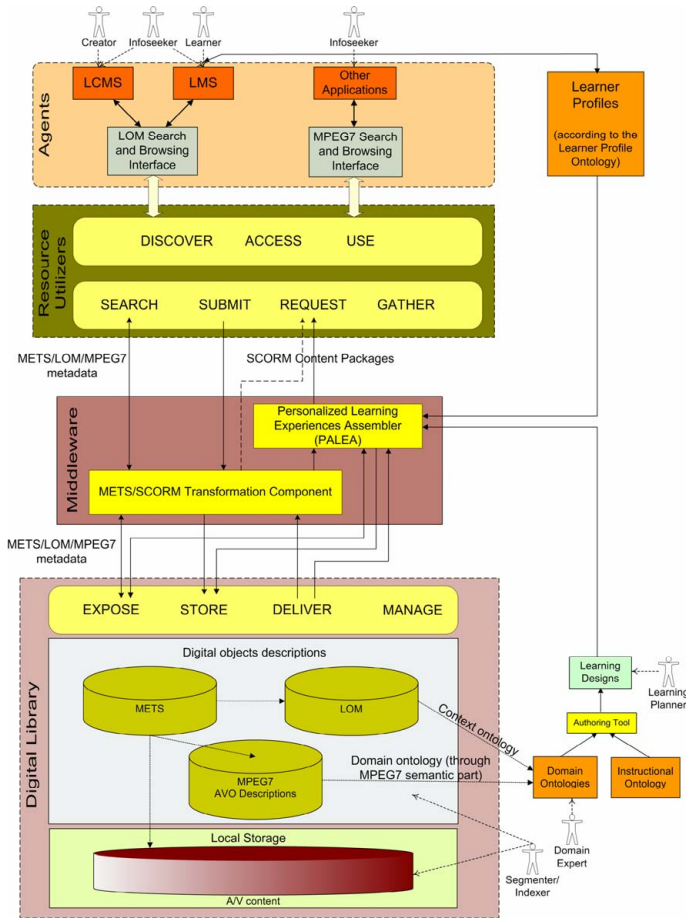 Creator
Infoseeker
Learner
Infoseeker
Agents
LCMS
LMS
Other
Applications
LOM Search
and Browsing
Interface
MPEG7 Search
and Browsing
Interface
Learner
Profiles
(according to the
Learner Profile
Ontology)
Resource
Utilizers
DISCOVER ACCESS USE
SEARCH SUBMIT REQUEST GATHER
METS/LOM/MPEG7
metadata
SCORM Content Packages
Middleware
Personalized Learning
Experiences Assembler
(PALEA)
METS/SCORM Transformation Component
METS/LOM/MPEG7
metadata
Digital Library
EXPOSE STORE DELIVER MANAGE
Digital objects descriptions
METS
LOM
MPEG7
AVO Descriptions
Context ontology
Domain ontology (through
MPEG7 semantic part)
Learning
Designs
Learning
Planner
Authoring Tool
Domain
Ontologies
Instructional
Ontology
Domain
Expert
Segmenter/
Indexer
Local Storage
A/V content